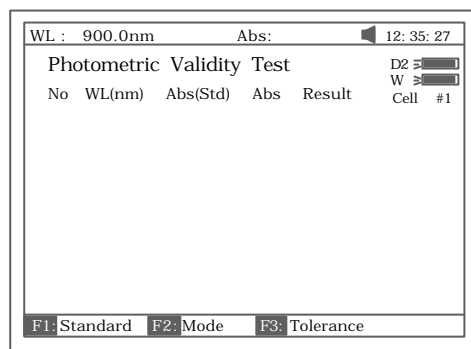 WL : 900.0nm Abs: 12: 35: 27
Photometric Validity Test
D2
W
No WL(nm) Abs(Std) Abs Result
Cell #1
F1: Standard F2: Mode F3: Tolerance